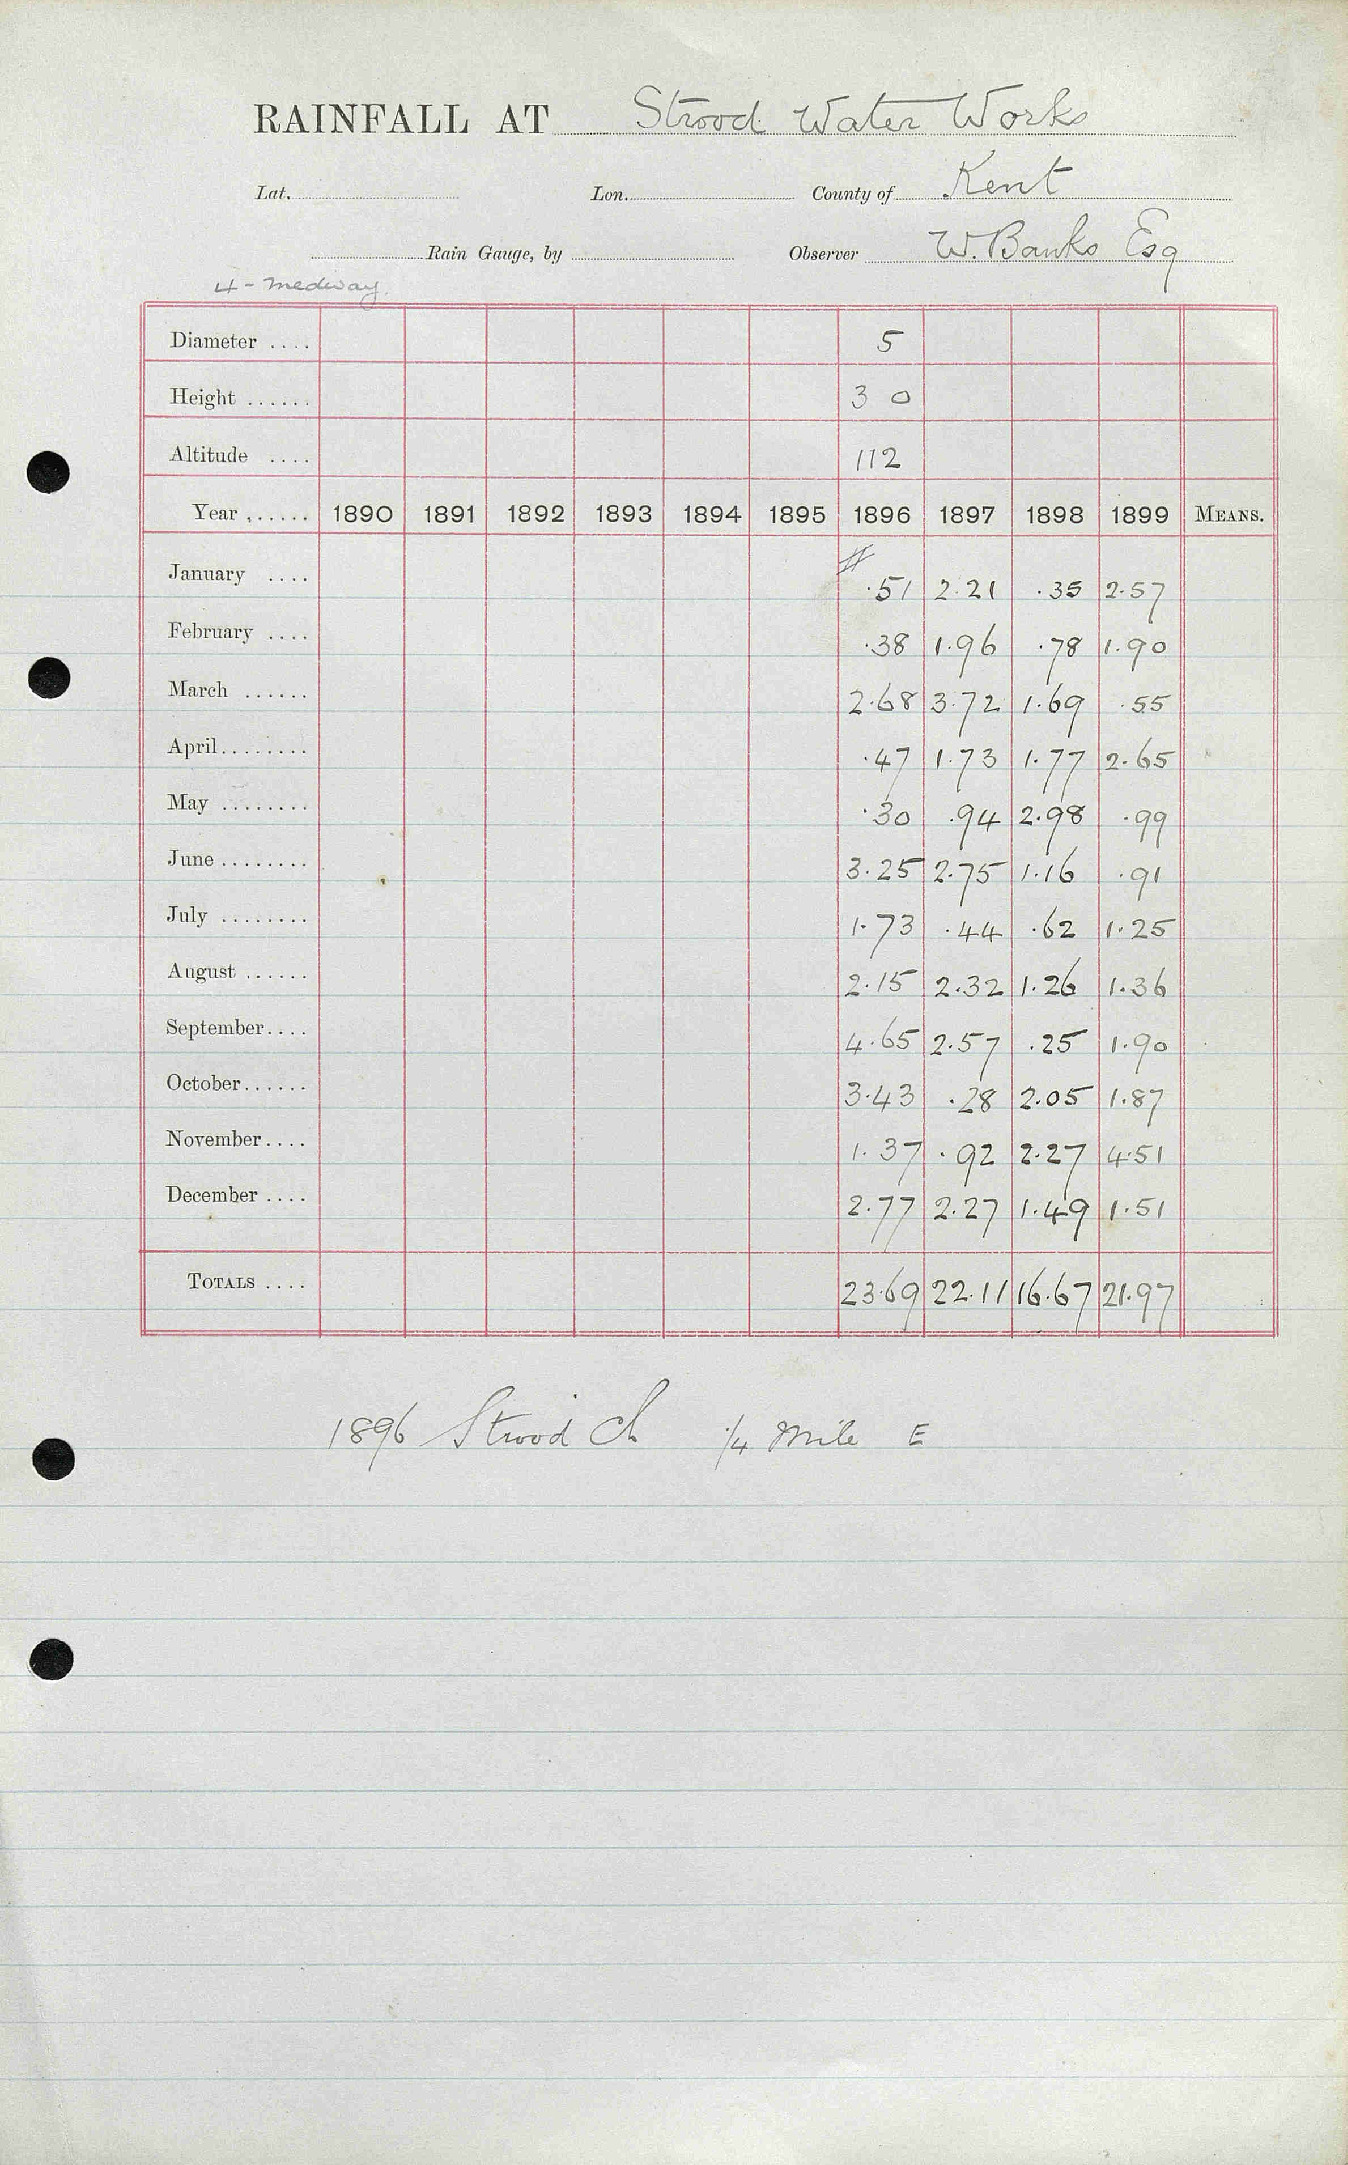 RAINFALL AT Strood Water Works
Lat. Lon. County of Kent
Rain Gauge, by Observer W. Banks Esq
4 - Medway
Diameter .... 5
Height ...... 3 0
Altitude .... 112
Year ...... 1890 1891 1892 1893 1894 1895 1896 1897 1898 1899 MEANS.
January .... # .51 2.21 .35 2.57
February .... .38 1.96 .78 1.90
March ...... 2.68 3.72 1.69 .55
April........ .47 1.73 1.77 2.65
May ........ .30 .94 2.98 .99
June ........ 3.25 2.75 1.16 .91
July ........ 1.73 .44 .62 1.25
August ...... 2.15 2.32 1.26 1.36
September.... 4.65 2.57 .25 1.90
October...... 3.43 .28 2.05 1.87
November.... 1.37 .92 2.27 4.51
December .... 2.77 2.27 1.49 1.51
TOTALS .... 23.69 22.11 16.67 21.97
1896 Strood Ch 1/4 Mile E